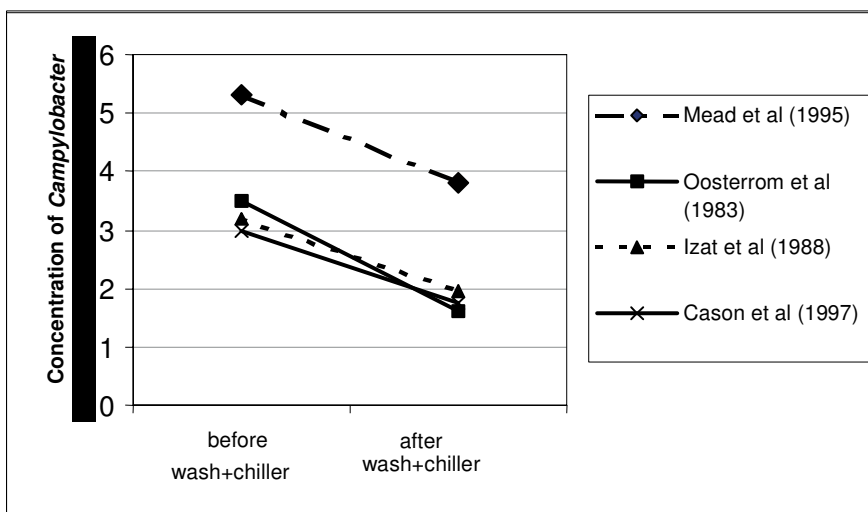 Concentration of Campylobacter
6
5
4
3
2
1
0
before
wash+chiller
after
wash+chiller
Mead et al (1995)
Oosterrom et al
(1983)
Izat et al (1988)
Cason et al (1997)